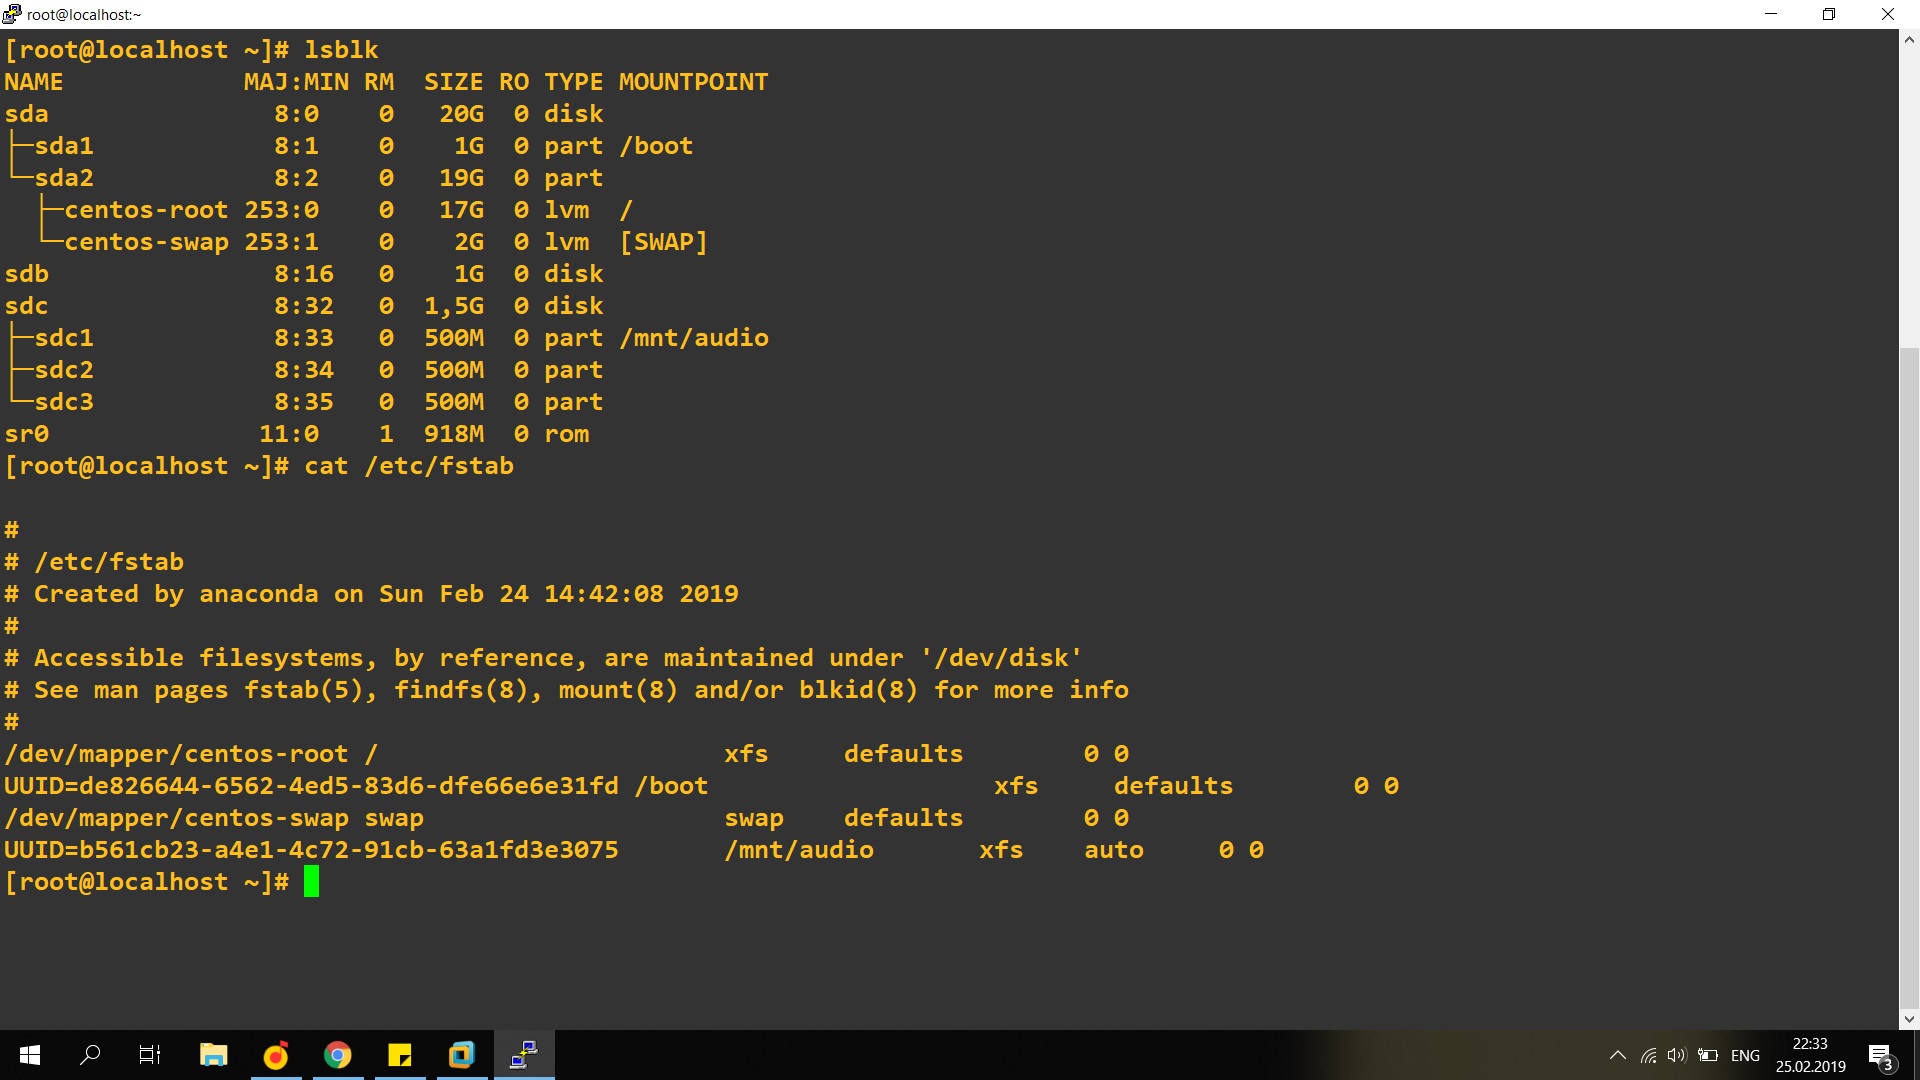 root@localhost:~
[root@localhost ~]# lsblk
NAME            MAJ:MIN RM  SIZE RO TYPE MOUNTPOINT
sda               8:0    0   20G  0 disk
├─sda1            8:1    0    1G  0 part /boot
└─sda2            8:2    0   19G  0 part
  ├─centos-root 253:0    0   17G  0 lvm  /
  └─centos-swap 253:1    0    2G  0 lvm  [SWAP]
sdb               8:16   0    1G  0 disk
sdc               8:32   0  1,5G  0 disk
├─sdc1            8:33   0  500M  0 part /mnt/audio
├─sdc2            8:34   0  500M  0 part
└─sdc3            8:35   0  500M  0 part
sr0              11:0    1  918M  0 rom
[root@localhost ~]# cat /etc/fstab

#
# /etc/fstab
# Created by anaconda on Sun Feb 24 14:42:08 2019
#
# Accessible filesystems, by reference, are maintained under '/dev/disk'
# See man pages fstab(5), findfs(8), mount(8) and/or blkid(8) for more info
#
/dev/mapper/centos-root /                       xfs     defaults        0 0
UUID=de826644-6562-4ed5-83d6-dfe66e6e31fd /boot                   xfs     defaults        0 0
/dev/mapper/centos-swap swap                    swap    defaults        0 0
UUID=b561cb23-a4e1-4c72-91cb-63a1fd3e3075       /mnt/audio       xfs    auto     0 0
[root@localhost ~]#
ENG
22:33
25.02.2019
3